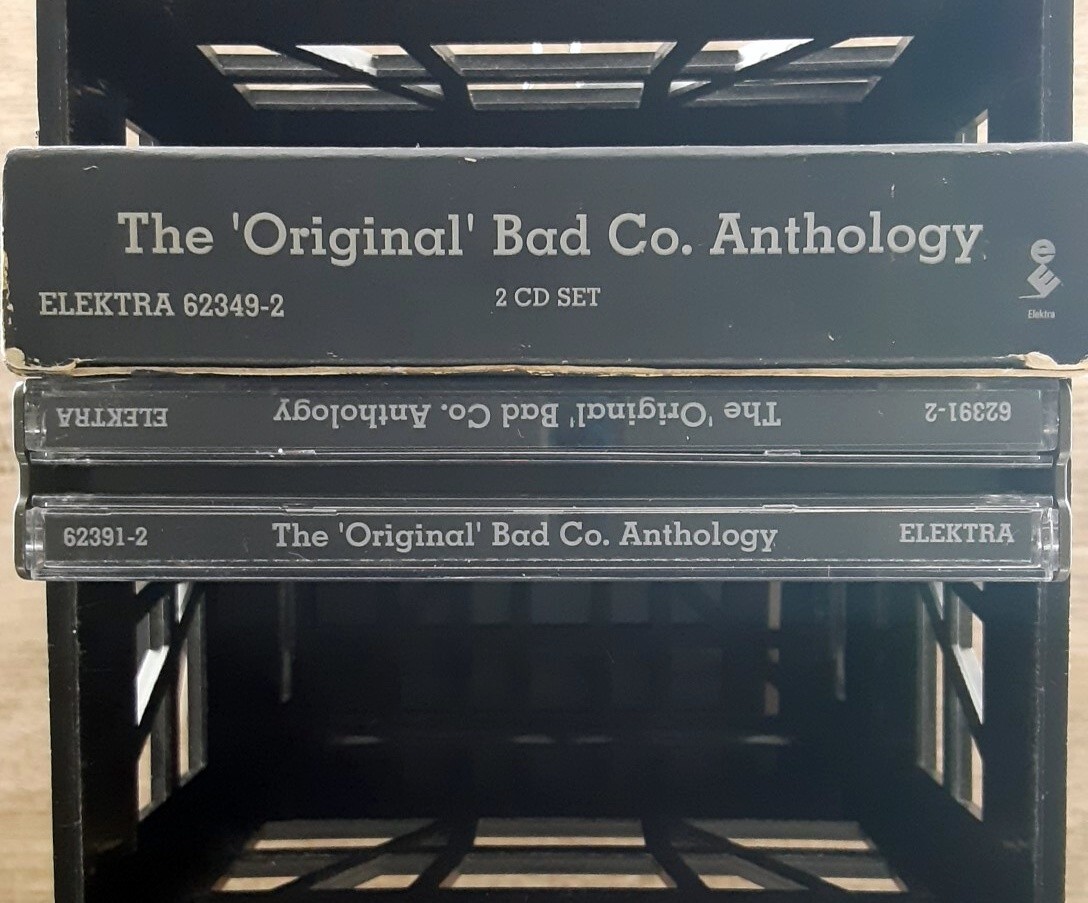 The 'Original' Bad Co. Anthology
ELEKTRA 62349-2 2 CD SET
e E
Elektra
62391-2 The 'Original' Bad Co. Anthology ELEKTRA
62391-2 The 'Original' Bad Co. Anthology ELEKTRA